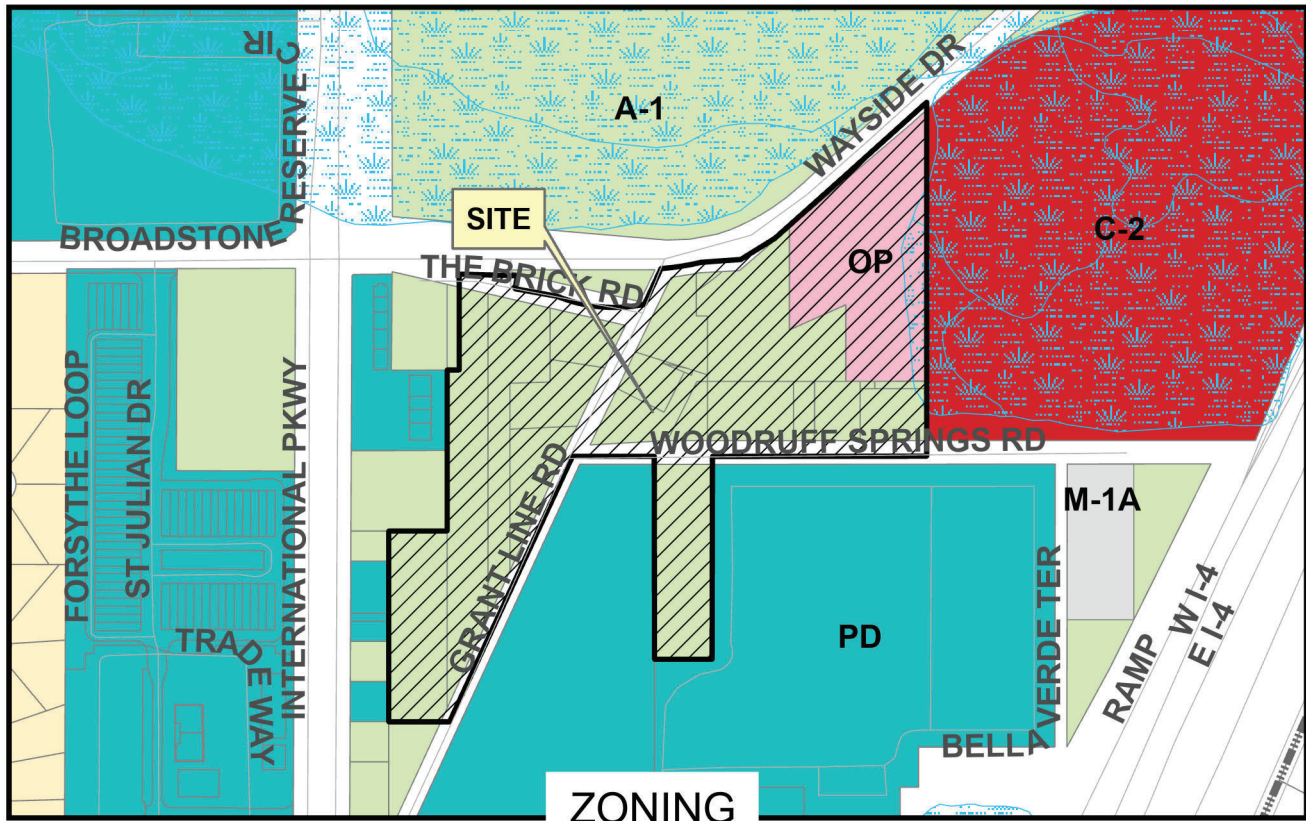 RESERVE CIR
A-1
WAYSIDE DR
SITE
C-2
BROADSTONE
OP
THE BRICK RD
FORSYTHE LOOP
ST JULIAN DR
INTERNATIONAL PKWY
WOODRUFF SPRINGS RD
GRANT LINE RD
M-1A
W I-4
E I-4
RAMP
PD
TRADE WAY
BELLA VERDE TER
ZONING